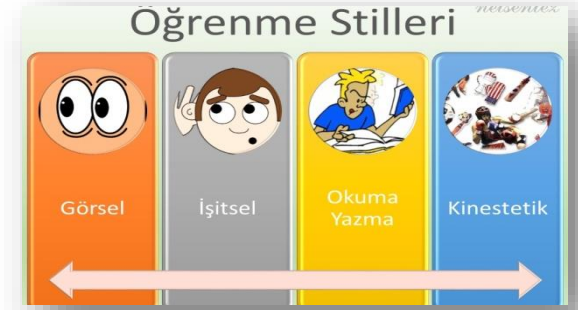 Öğrenme Stilleri
Görsel
İşitsel
Okuma
Yazma
Kinestetik